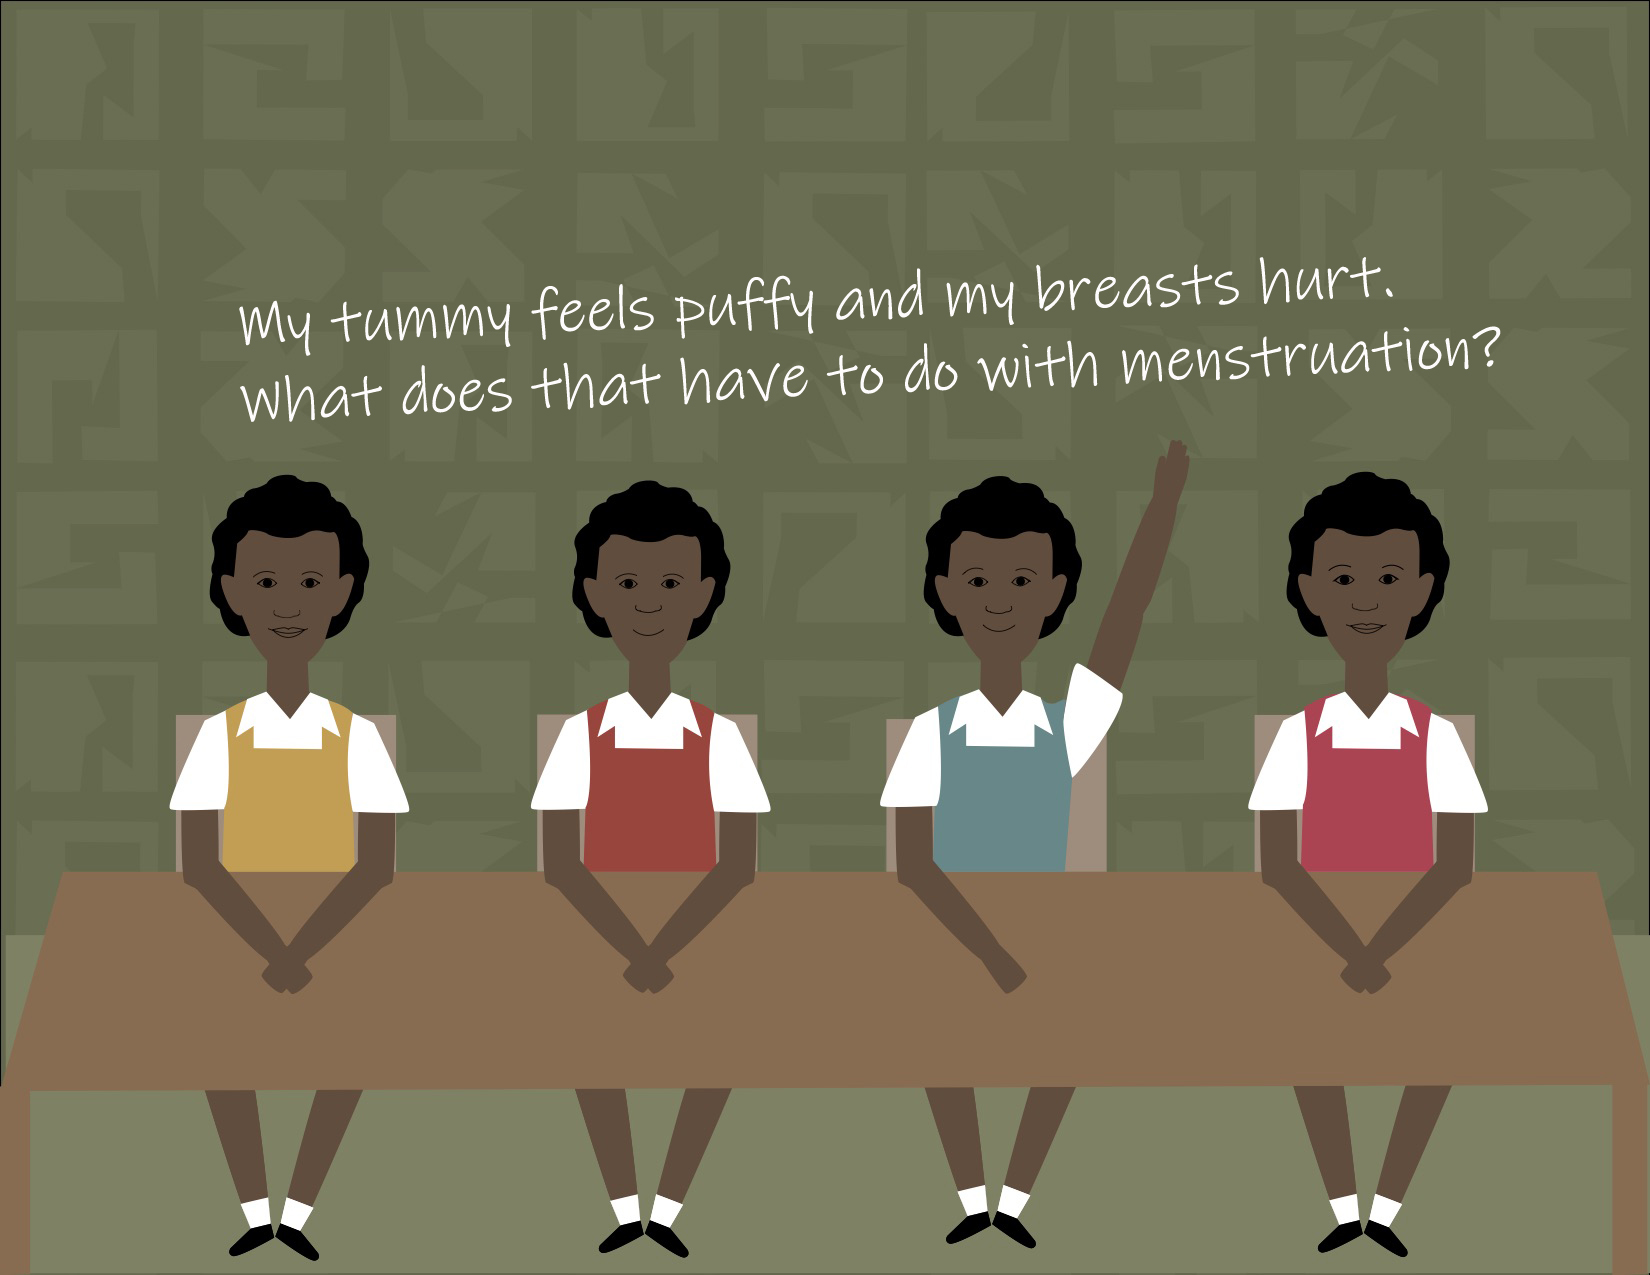 My tummy feels puffy and my breasts hurt.
What does that have to do with menstruation?